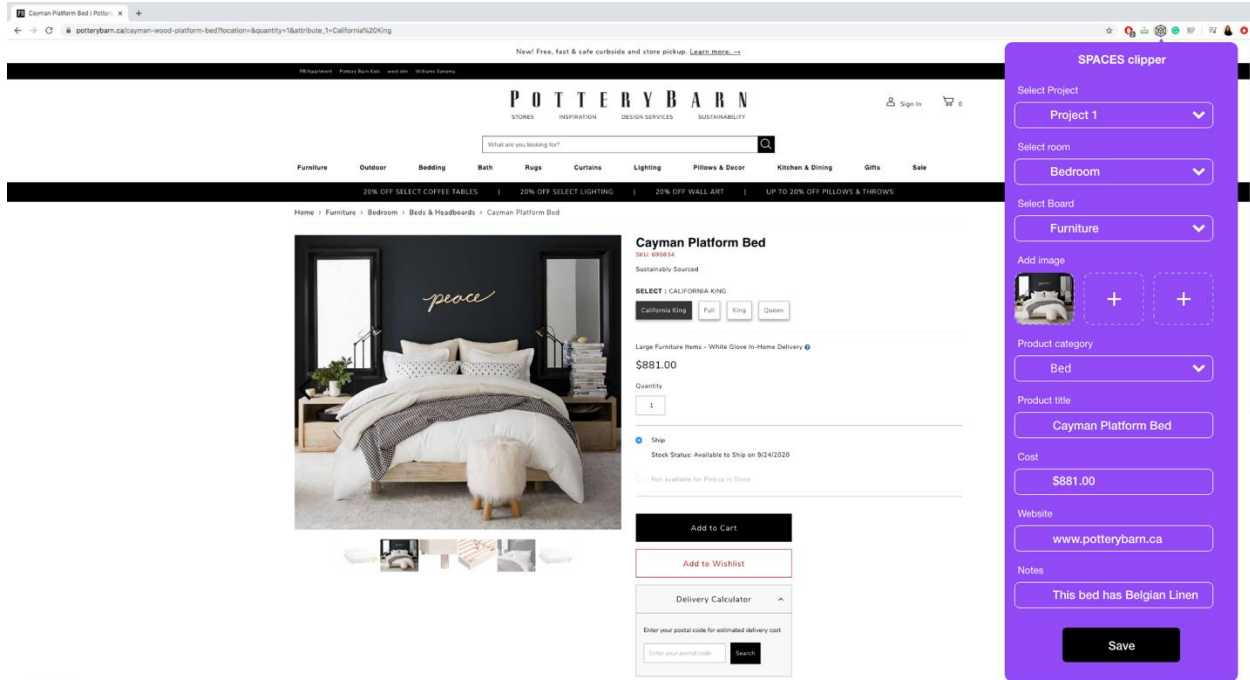 Cayman Platform Bed | Pottery
potterybarn.ca/cayman-wood-platform-bed?location=&quantity=1&attribute_1=California%20King
New! Free, fast & safe curbside and store pickup. Learn more. →
PBXapartment Pottery Barn Kids west elm Williams Sonoma
POTTERYBARN
Sign In 0
STORES INSPIRATION DESIGN SERVICES SUSTAINABILITY
What are you looking for?
Furniture Outdoor Bedding Bath Rugs Curtains Lighting Pillows & Decor Kitchen & Dining Gifts Sale
20% OFF SELECT COFFEE TABLES | 20% OFF SELECT LIGHTING | 20% OFF WALL ART | UP TO 20% OFF PILLOWS & THROWS
Home > Furniture > Bedroom > Beds & Headboards > Cayman Platform Bed
peace
Cayman Platform Bed
SKU: 695834
Sustainably Sourced
SELECT : CALIFORNIA KING
California King Full King Queen
Large Furniture Items - White Glove In-Home Delivery
$881.00
Quantity
1
Ship
Stock Status: Available to Ship on 9/24/2020
Not available for Pickup in Store
Add to Cart
Add to Wishlist
Delivery Calculator
Enter your postal code for estimated delivery cost
Enter your postal code Search
SPACES clipper
Select Project
Project 1
Select room
Bedroom
Select Board
Furniture
Add image
Product category
Bed
Product title
Cayman Platform Bed
Cost
$881.00
Website
www.potterybarn.ca
Notes
This bed has Belgian Linen
Save